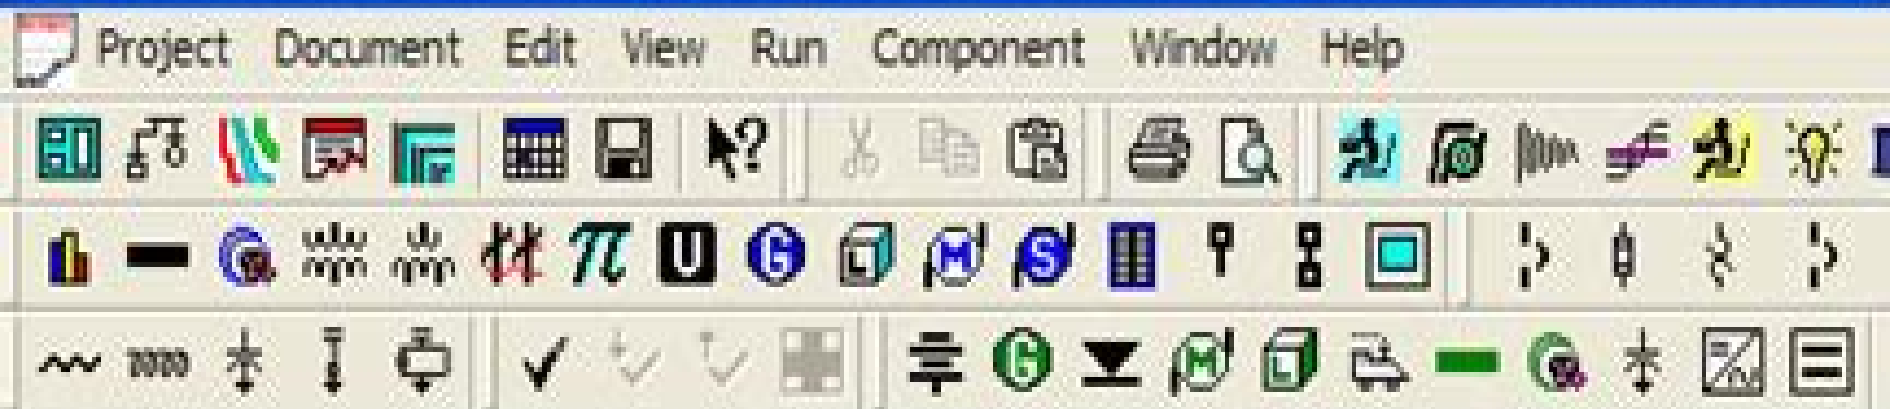 Project Document Edit View Run Component Window Help
?
π U G L M S
G M L